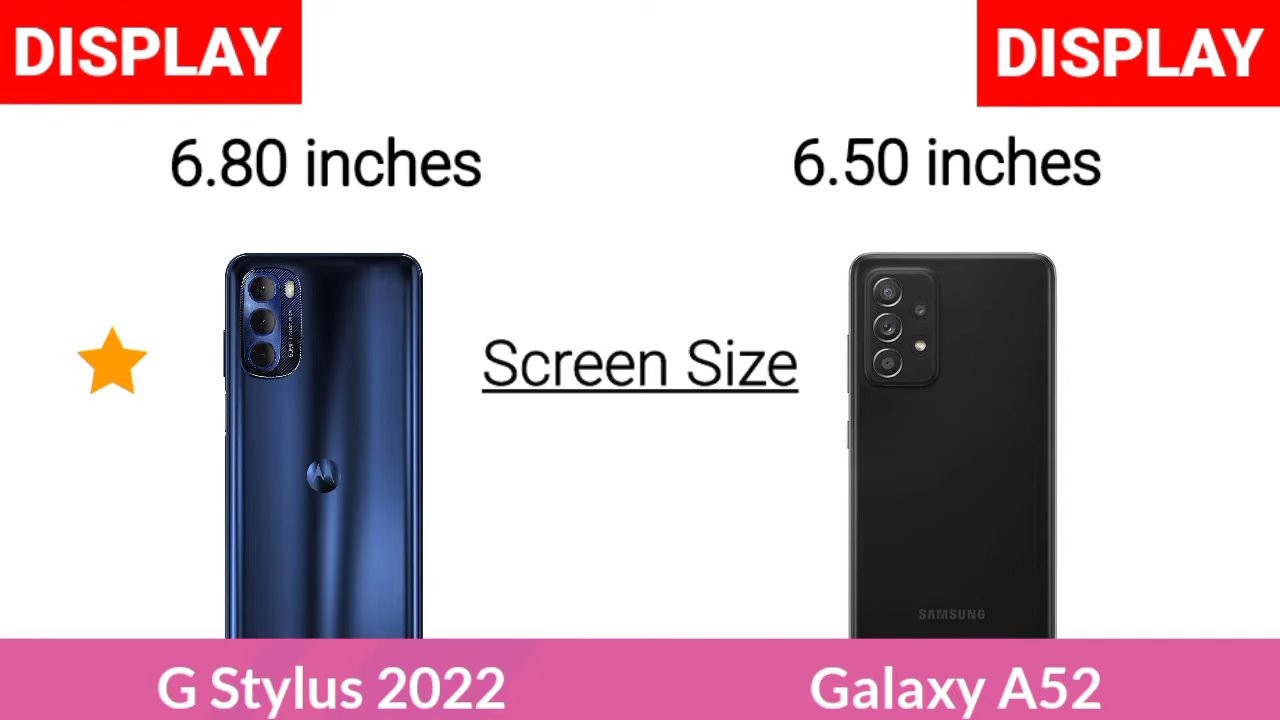 DISPLAY
DISPLAY
6.80 inches
6.50 inches
Screen Size
SAMSUNG
G Stylus 2022
Galaxy A52